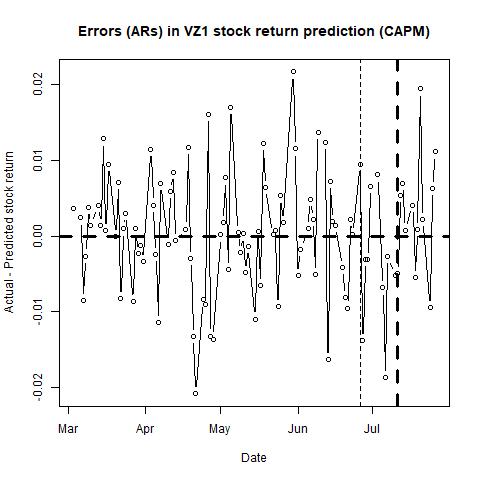 Errors (ARs) in VZ1 stock return prediction (CAPM)
Actual - Predicted stock return
0.02
0.01
0.00
-0.01
-0.02
Mar Apr May Jun Jul
Date